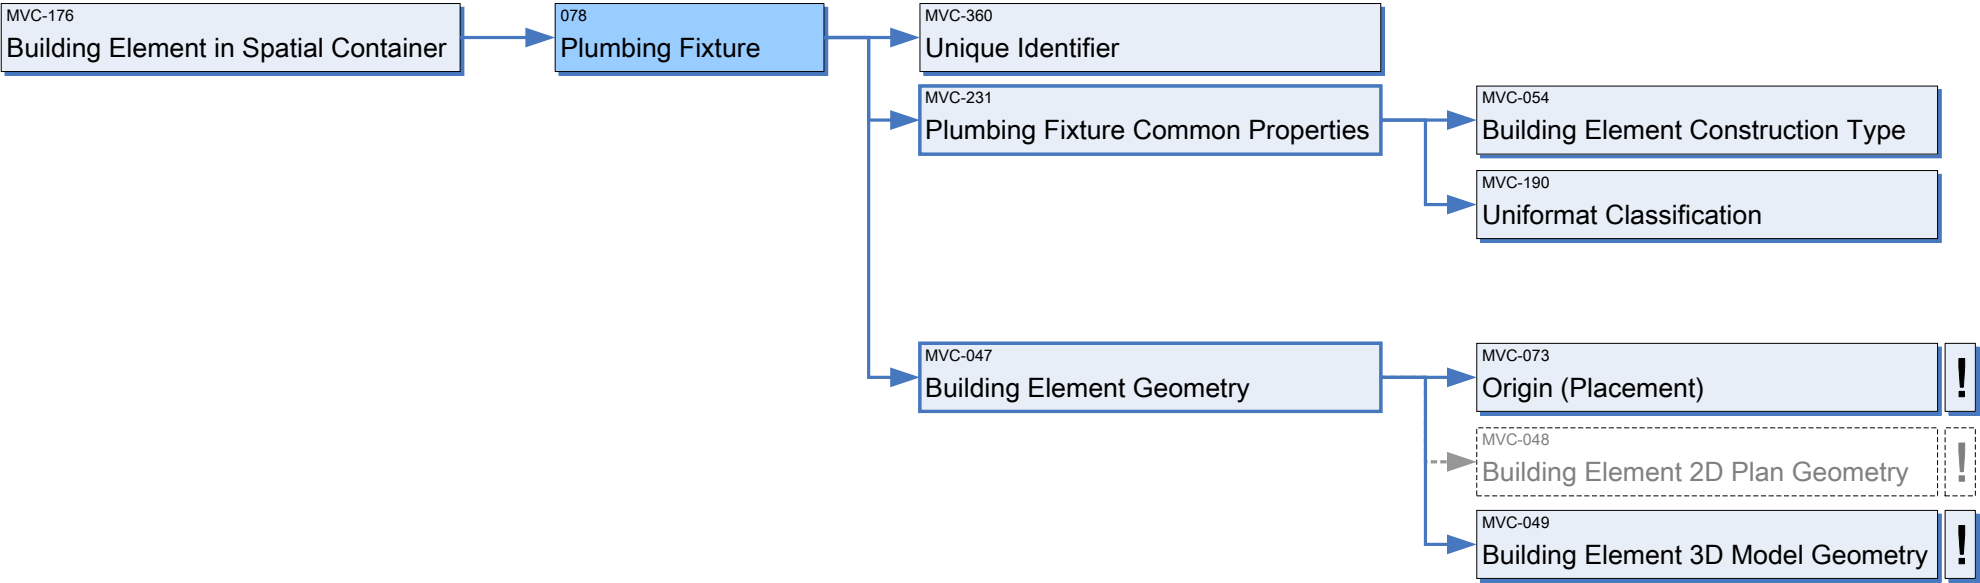 MVC-176
Building Element in Spatial Container
078
Plumbing Fixture
MVC-360
Unique Identifier
MVC-231
Plumbing Fixture Common Properties
MVC-054
Building Element Construction Type
MVC-190
Uniformat Classification
MVC-047
Building Element Geometry
MVC-073
Origin (Placement)
!
MVC-048
Building Element 2D Plan Geometry
!
MVC-049
Building Element 3D Model Geometry
!